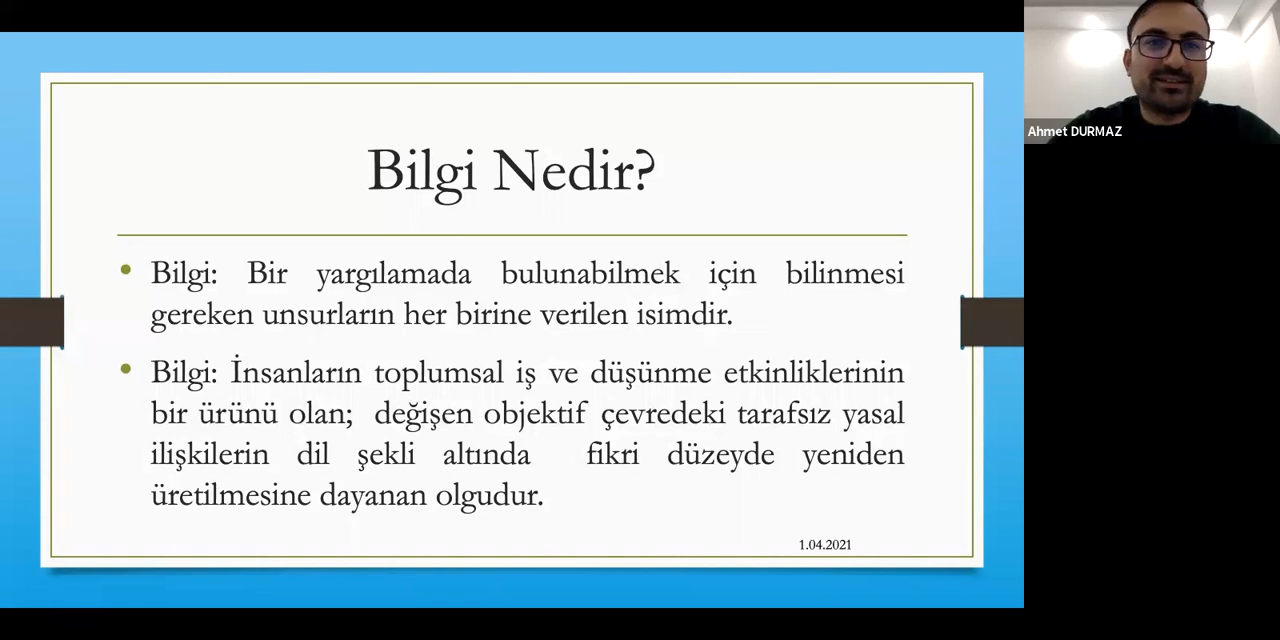 Bilgi Nedir?
Bilgi: Bir yargılamada bulunabilmek için bilinmesi
gereken unsurların her birine verilen isimdir.
Bilgi: İnsanların toplumsal iş ve düşünme etkinliklerinin
bir ürünü olan; değişen objektif çevredeki tarafsız yasal
ilişkilerin dil şekli altında fikri düzeyde yeniden
üretilmesine dayanan olgudur.
1.04.2021
Ahmet DURMAZ